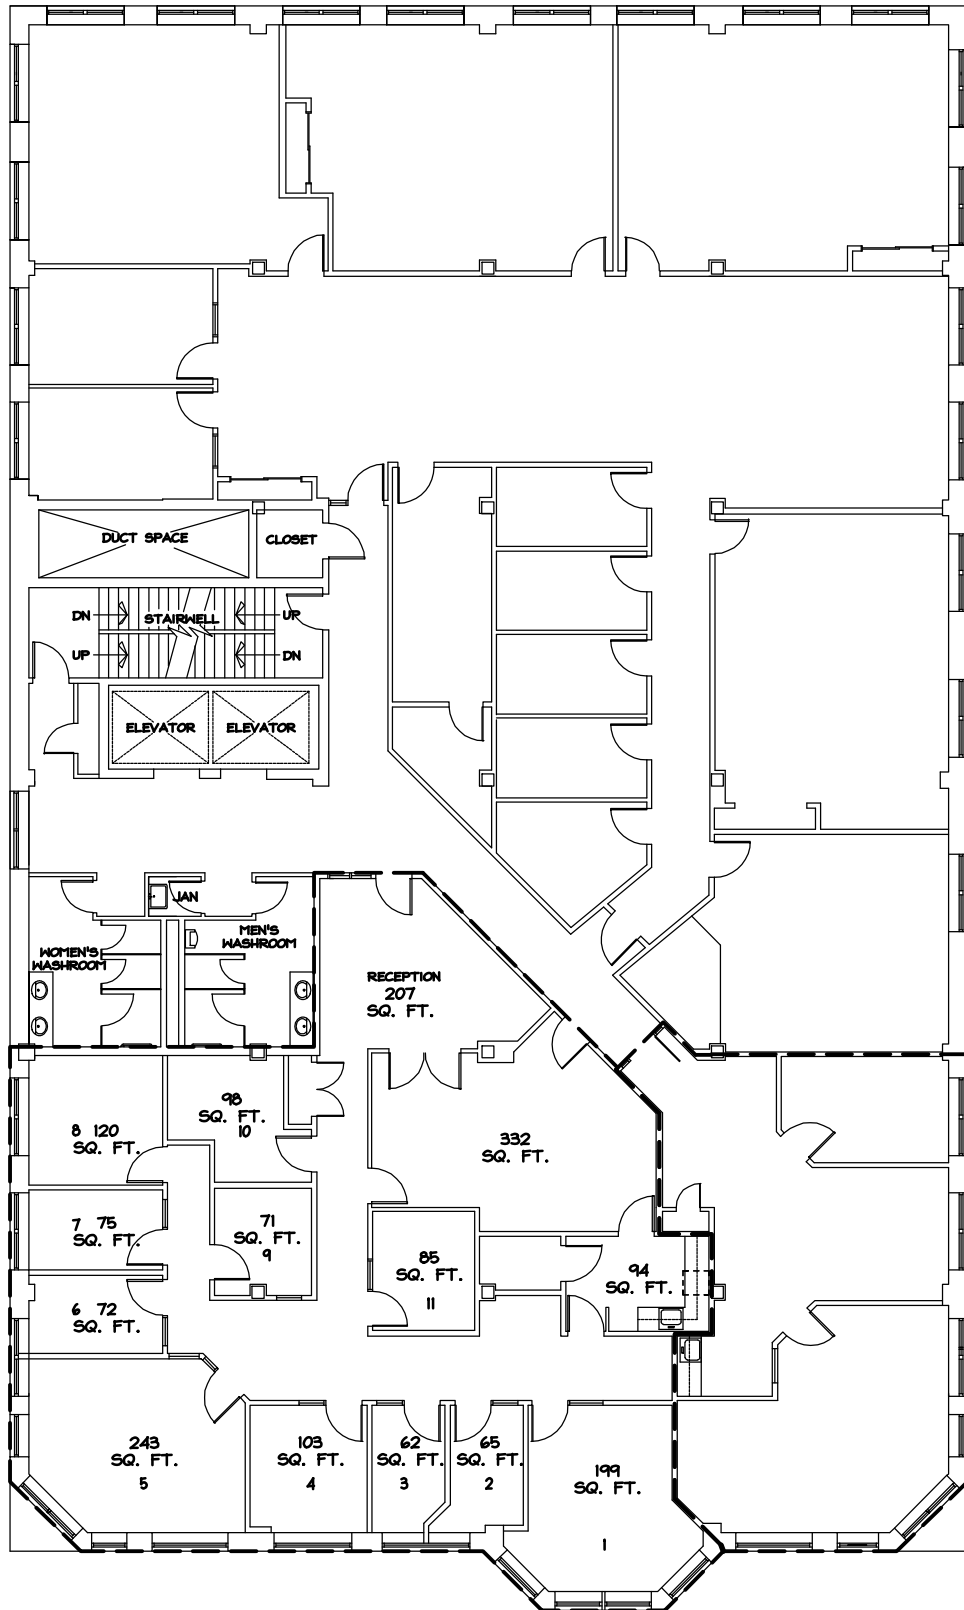 DUCT SPACE
CLOSET
DN
STAIRWELL
UP
UP
DN
ELEVATOR
ELEVATOR
JAN
WOMEN'S
WASHROOM
MEN'S
WASHROOM
RECEPTION
207
SQ. FT.
98
SQ. FT.
10
8 120
SQ. FT.
332
SQ. FT.
7 75
SQ. FT.
71
SQ. FT.
9
85
SQ. FT.
11
94
SQ. FT.
6 72
SQ. FT.
243
SQ. FT.
5
103
SQ. FT.
4
62
SQ. FT.
3
65
SQ. FT.
2
199
SQ. FT.
1